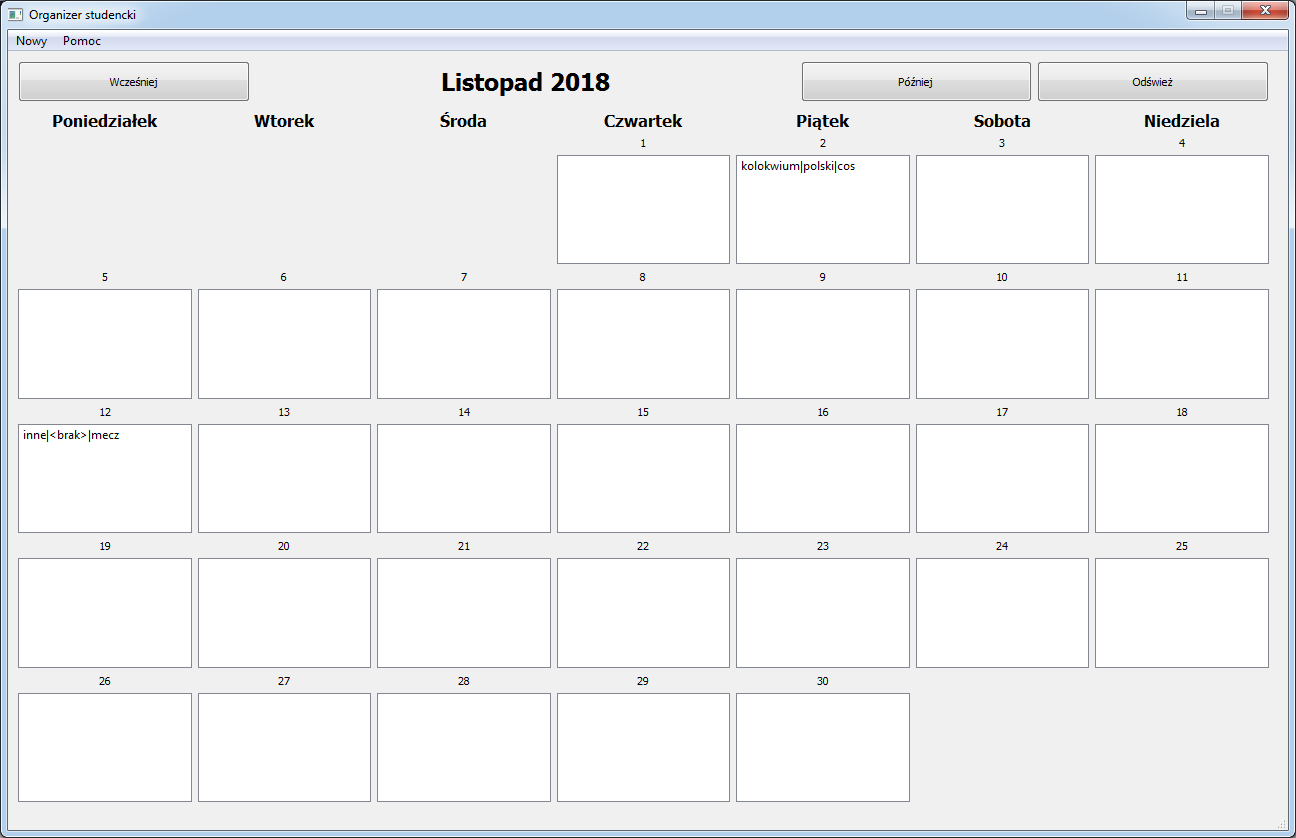 Organizer studencki
Nowy Pomoc
Wcześniej Listopad 2018 Później Odśwież
Poniedziałek Wtorek Środa Czwartek Piątek Sobota Niedziela
1 2 3 4
kolokwium|polski|cos
5 6 7 8 9 10 11
12 13 14 15 16 17 18
inne|<brak>|mecz
19 20 21 22 23 24 25
26 27 28 29 30